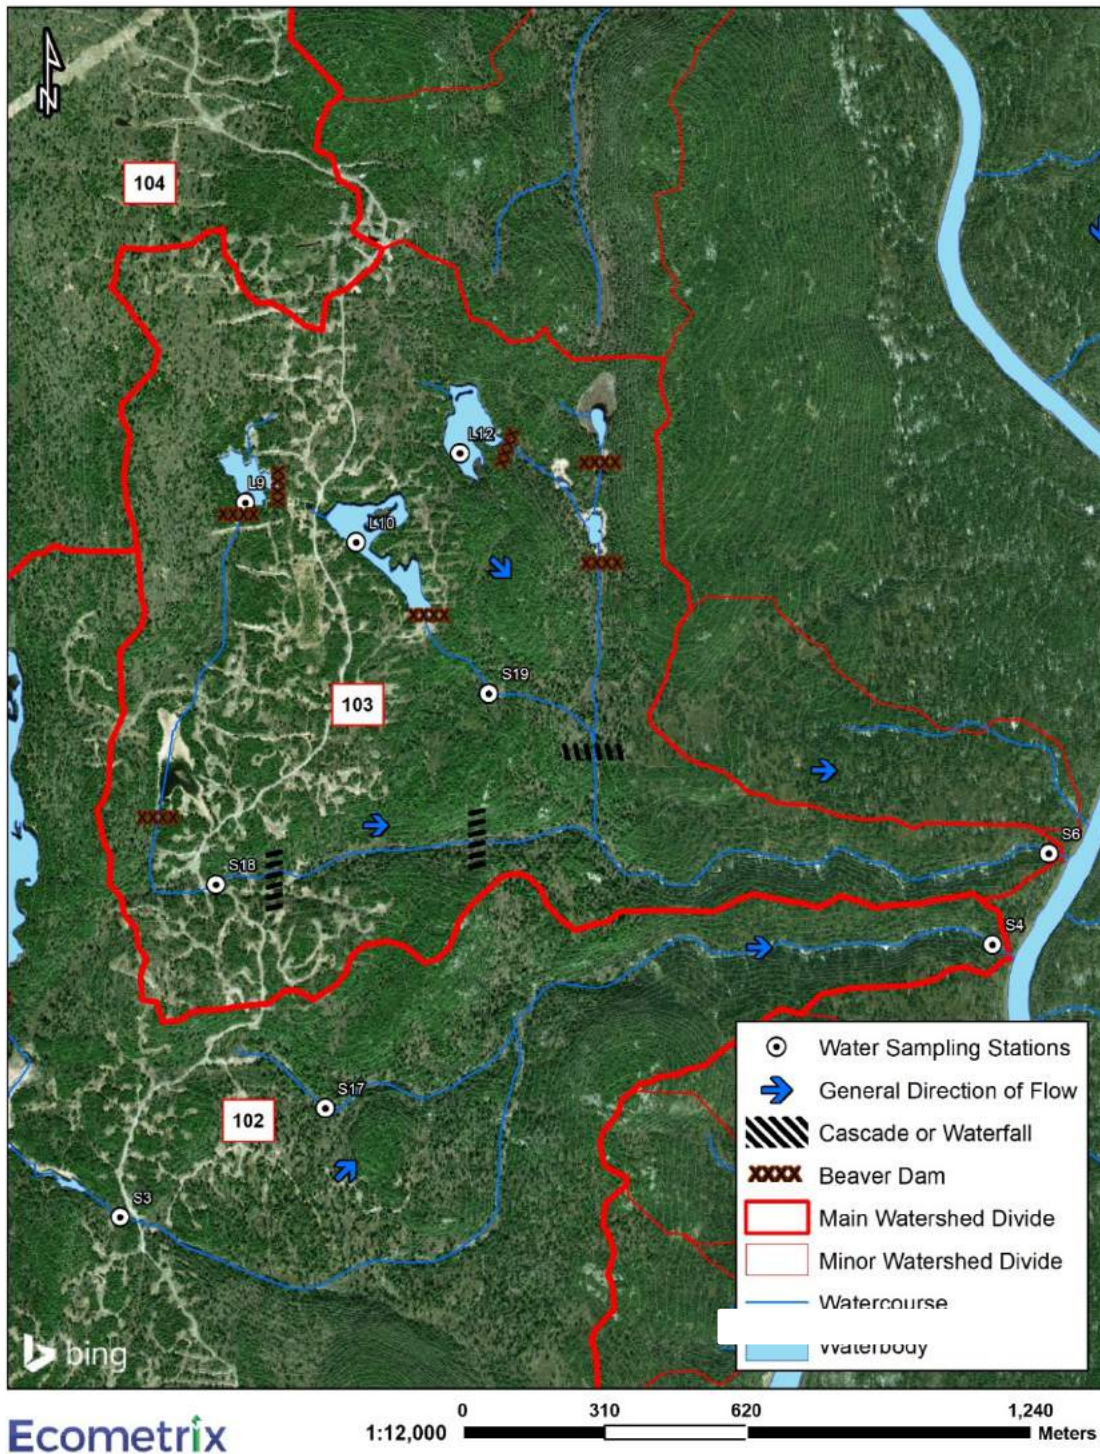 N
104
L12
L9
L10
S19
103
S6
S18
S4
S17
102
S3
Water Sampling Stations
General Direction of Flow
Cascade or Waterfall
XXXX Beaver Dam
Main Watershed Divide
Minor Watershed Divide
Watercourse
Waterbody
bing
Ecometrix
1:12,000
0 310 620 1,240
Meters